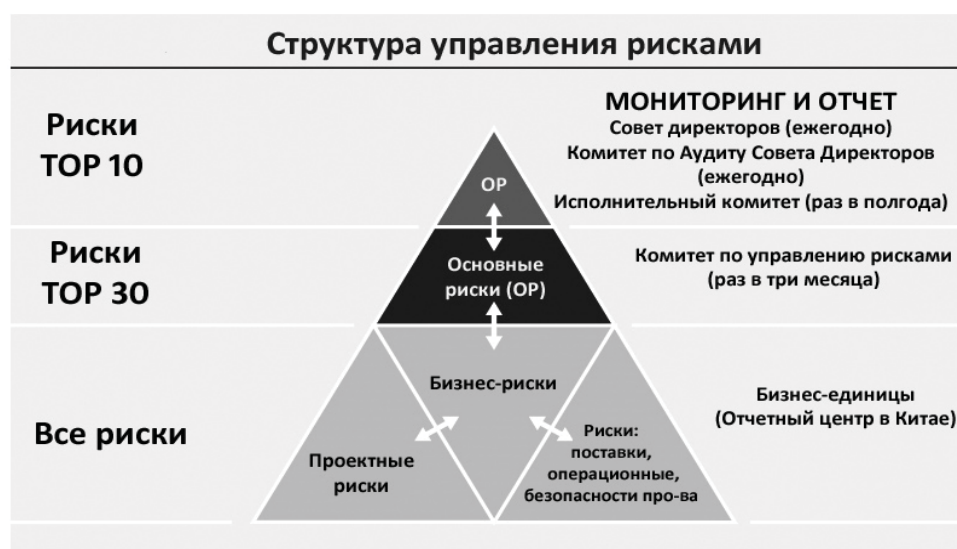 Структура управления рисками
Риски
TOP 10
МОНИТОРИНГ И ОТЧЕТ
Совет директоров (ежегодно)
Комитет по Аудиту Совета Директоров
(ежегодно)
Исполнительный комитет (раз в полгода)
ОР
Риски
TOP 30
Основные
риски (ОР)
Комитет по управлению рисками
(раз в три месяца)
Все риски
Бизнес-риски
Проектные
риски
Риски:
поставки,
операционные,
безопасности про-ва
Бизнес-единицы
(Отчетный центр в Китае)